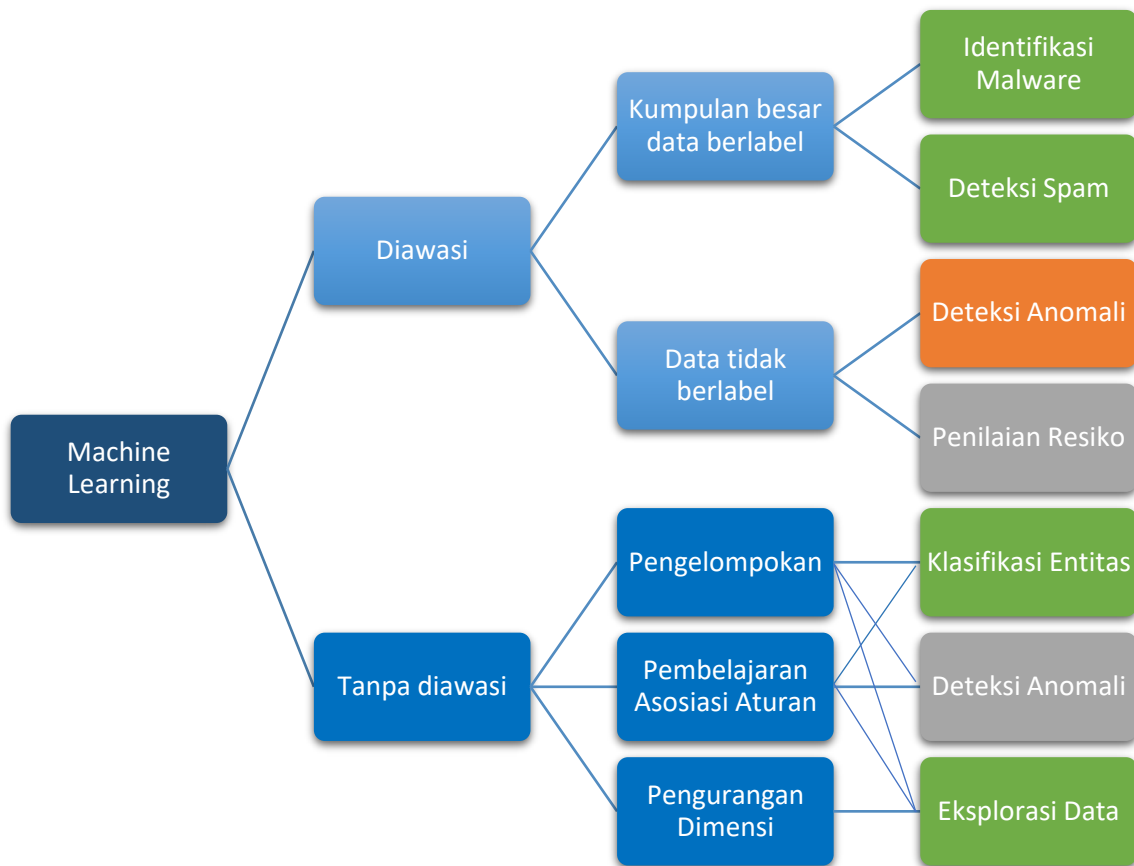 Machine
Learning
Diawasi
Kumpulan besar
data berlabel
Identifikasi
Malware
Deteksi Spam
Data tidak
berlabel
Deteksi Anomali
Penilaian Resiko
Tanpa diawasi
Pengelompokan
Klasifikasi Entitas
Pembelajaran
Asosiasi Aturan
Deteksi Anomali
Pengurangan
Dimensi
Eksplorasi Data